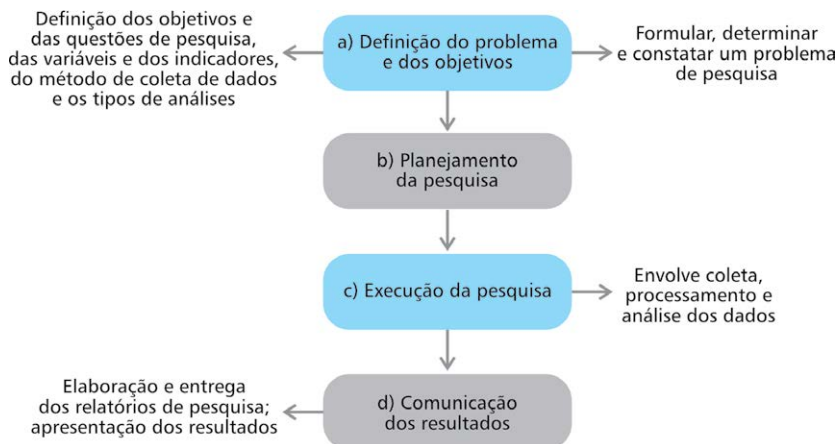 Definição dos objetivos e
das questões de pesquisa,
das variáveis e dos indicadores,
do método de coleta de dados
e os tipos de análises
a) Definição do problema
e dos objetivos
Formular, determinar
e constatar um problema
de pesquisa
b) Planejamento
da pesquisa
c) Execução da pesquisa
Envolve coleta,
processamento e
análise dos dados
Elaboração e entrega
dos relatórios de pesquisa;
apresentação dos resultados
d) Comunicação
dos resultados